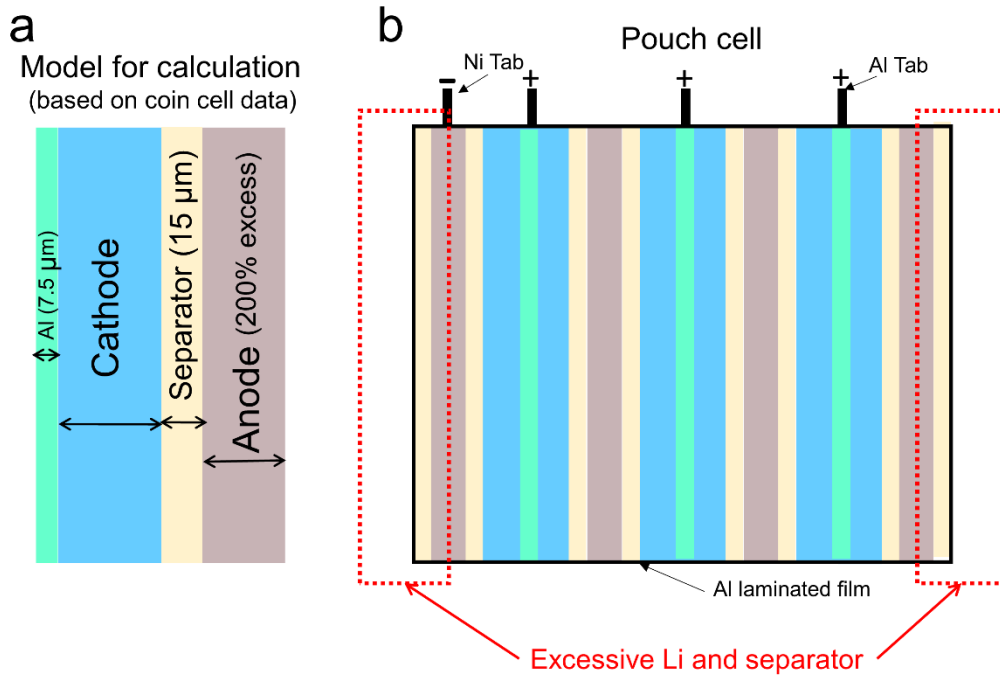 a
Model for calculation
(based on coin cell data)
Al (7.5 μm)
Cathode
Separator (15 μm)
Anode (200% excess)
b
Pouch cell
Ni Tab
Al Tab
− + + +
Al laminated film
Excessive Li and separator